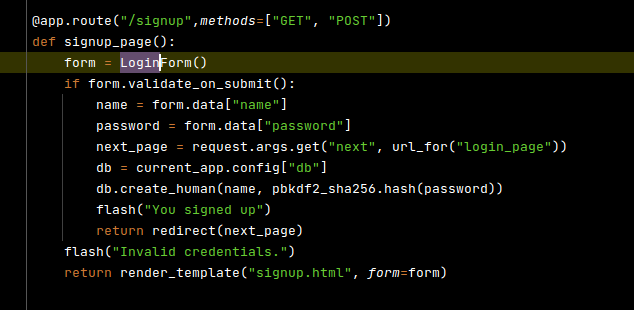 @app.route("/signup",methods=["GET", "POST"])
def signup_page():
    form = LoginForm()
    if form.validate_on_submit():
        name = form.data["name"]
        password = form.data["password"]
        next_page = request.args.get("next", url_for("login_page"))
        db = current_app.config["db"]
        db.create_human(name, pbkdf2_sha256.hash(password))
        flash("You signed up")
        return redirect(next_page)
    flash("Invalid credentials.")
    return render_template("signup.html", form=form)